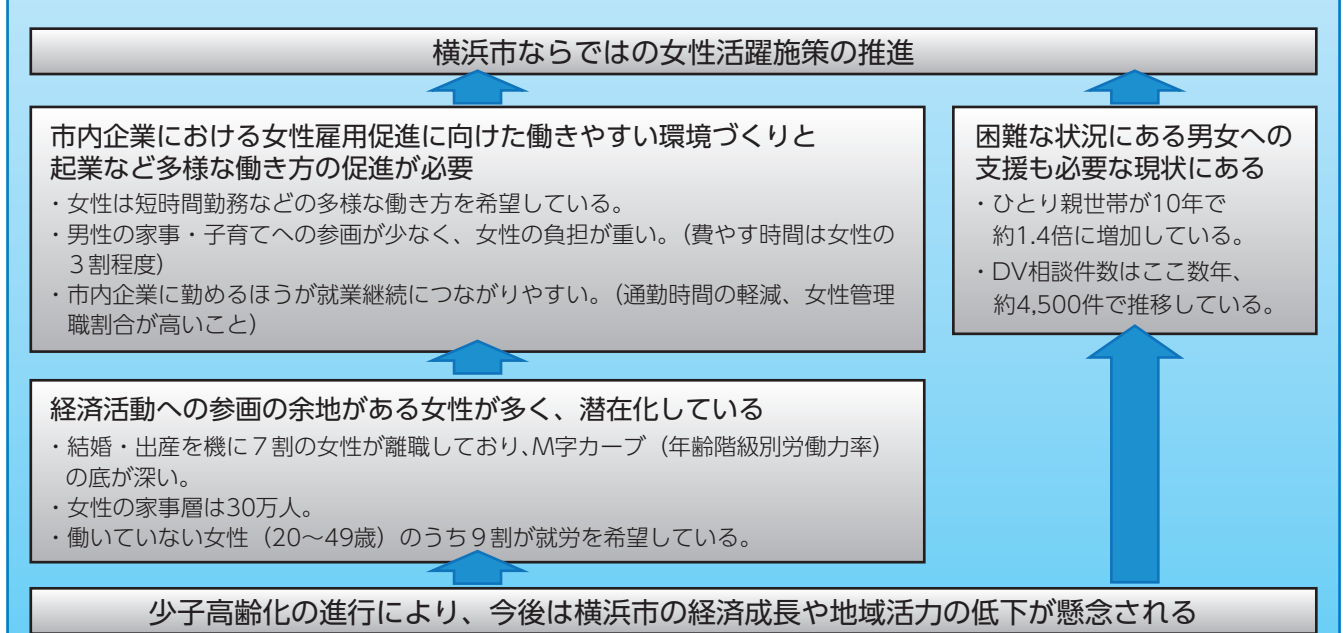 横浜市ならではの女性活躍施策の推進
市内企業における女性雇用促進に向けた働きやすい環境づくりと
起業など多様な働き方の促進が必要
・女性は短時間勤務などの多様な働き方を希望している。
・男性の家事・子育てへの参画が少なく、女性の負担が重い。（費やす時間は女性の
３割程度）
・市内企業に勤めるほうが就業継続につながりやすい。（通勤時間の軽減、女性管理
職割合が高いこと）
困難な状況にある男女への
支援も必要な現状にある
・ひとり親世帯が10年で
約1.4倍に増加している。
・DV相談件数はここ数年、
約4,500件で推移している。
経済活動への参画の余地がある女性が多く、潜在化している
・結婚・出産を機に７割の女性が離職しており、M字カーブ（年齢階級別労働力率）
の底が深い。
・女性の家事層は30万人。
・働いていない女性（20～49歳）のうち９割が就労を希望している。
少子高齢化の進行により、今後は横浜市の経済成長や地域活力の低下が懸念される